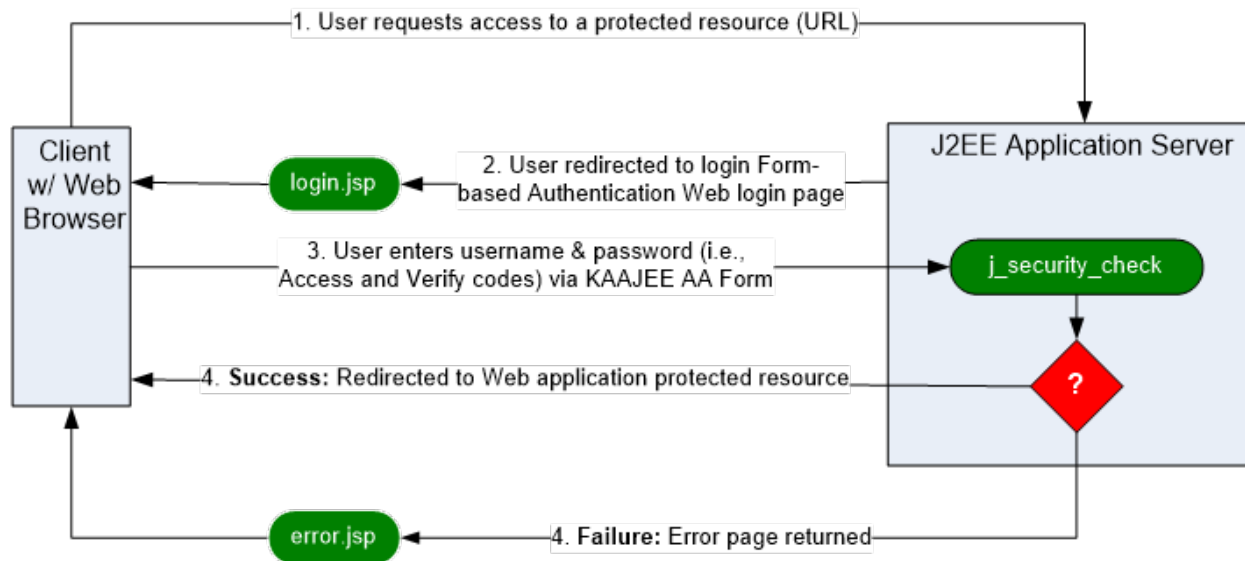 1. User requests access to a protected resource (URL)
Client
w/ Web
Browser
J2EE Application Server
login.jsp
2. User redirected to login Form-
based Authentication Web login page
3. User enters username & password (i.e.,
Access and Verify codes) via KAAJEE AA Form
j_security_check
4. Success: Redirected to Web application protected resource
?
error.jsp
4. Failure: Error page returned